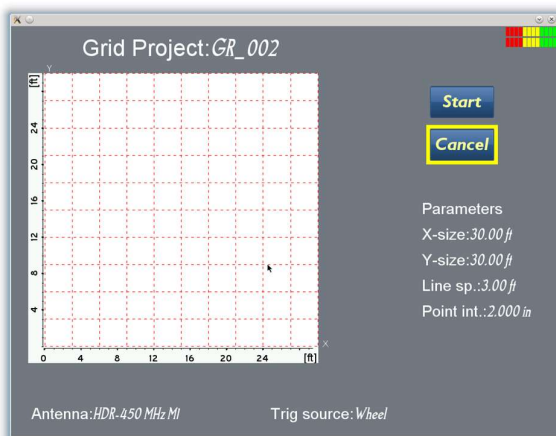 Grid Project:GR_002
Y
[ft]
24
20
16
12
8
4
0 4 8 12 16 20 24 [ft]
X
Start
Cancel
Parameters
X-size:30.00 ft
Y-size:30.00 ft
Line sp.:3.00 ft
Point int.:2.000 in
Antenna:HDR-450 MHz MI
Trig source:Wheel